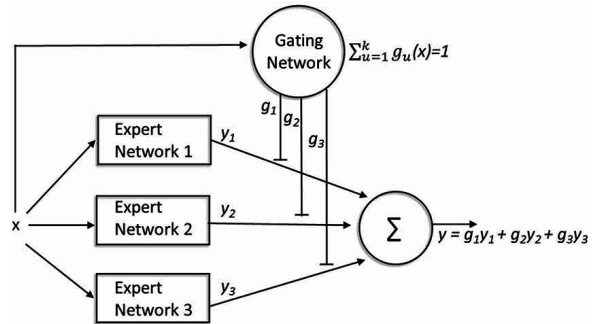 Gating
Network
∑ᵏᵤ₌₁ gᵤ(x)=1
g₁
g₂
g₃
Expert
Network 1
y₁
x
Expert
Network 2
y₂
Σ
y = g₁y₁ + g₂y₂ + g₃y₃
Expert
Network 3
y₃